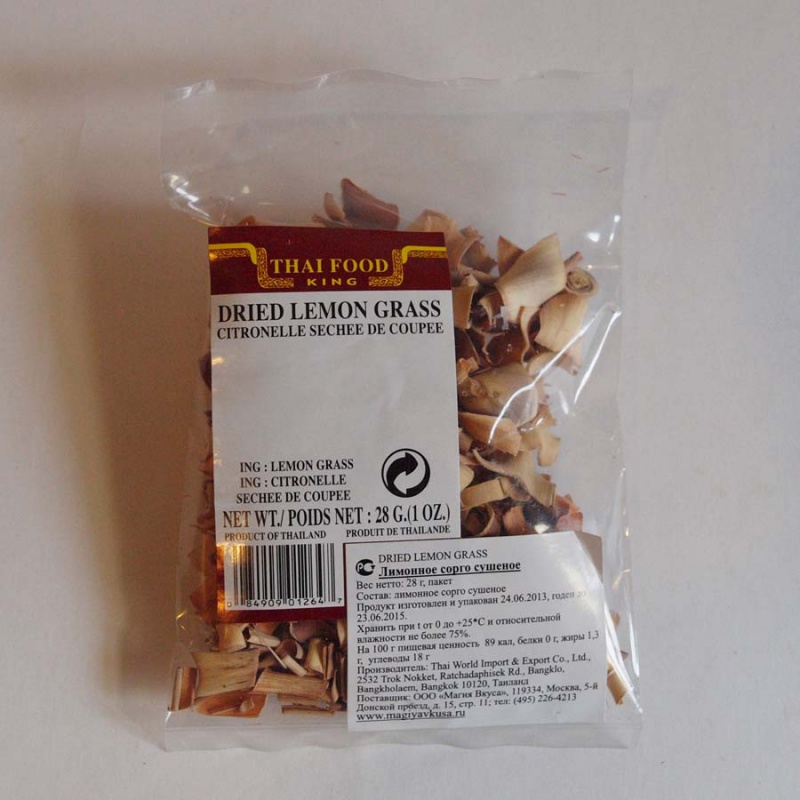 THAI FOOD
KING
DRIED LEMON GRASS
CITRONELLE SECHEE DE COUPEE
ING : LEMON GRASS
ING : CITRONELLE
SECHEE DE COUPEE
NET WT./ POIDS NET : 28 G.(1 OZ.)
PRODUCT OF THAILAND PRODUIT DE THAILANDE
0 84909 01264 7
DRIED LEMON GRASS
Лимонное сорго сушеное
Вес нетто: 28 г, пакет
Состав: лимонное сорго сушеное
Продукт изготовлен и упакован 24.06.2013, годен до
23.06.2015.
Хранить при t от 0 до +25°С и относительной
влажности не более 75%.
На 100 г пищевая ценность 89 кал, белки 0 г, жиры 1,3
г, углеводы 18 г
Производитель: Thai World Import & Export Co., Ltd.,
2532 Trok Nokket, Ratchadaphisek Rd., Bangklo,
Bangkholaem, Bangkok 10120, Таиланд
Поставщик: ООО «Магия Вкуса», 119334, Москва, 5-й
Донской проезд, д. 15, стр. 11; тел: (495) 226-4213
www.magiyavkusa.ru